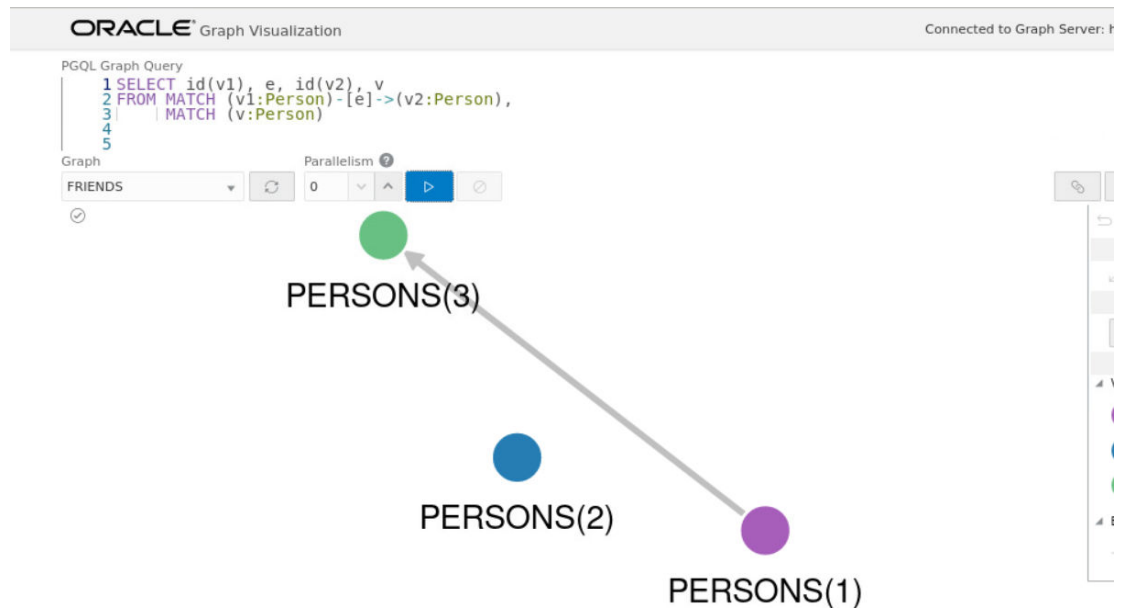 ORACLE® Graph Visualization
Connected to Graph Server: h
PGQL Graph Query
1 SELECT id(v1), e, id(v2), v
2 FROM MATCH (v1:Person)-[e]->(v2:Person),
3 MATCH (v:Person)
4
5
Graph
Parallelism ?
FRIENDS
0
PERSONS(3)
PERSONS(2)
PERSONS(1)